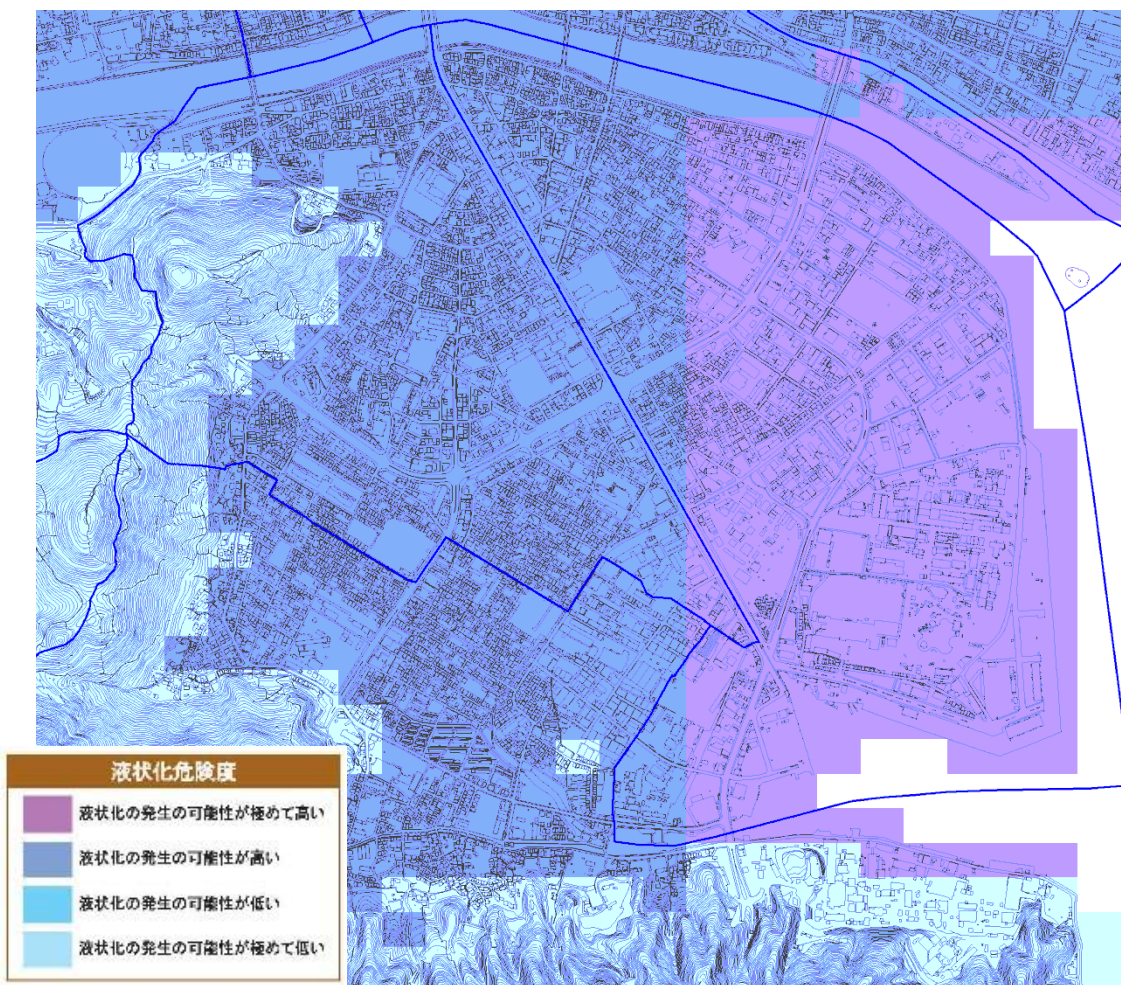 液状化危険度
液状化の発生の可能性が極めて高い
液状化の発生の可能性が高い
液状化の発生の可能性が低い
液状化の発生の可能性が極めて低い